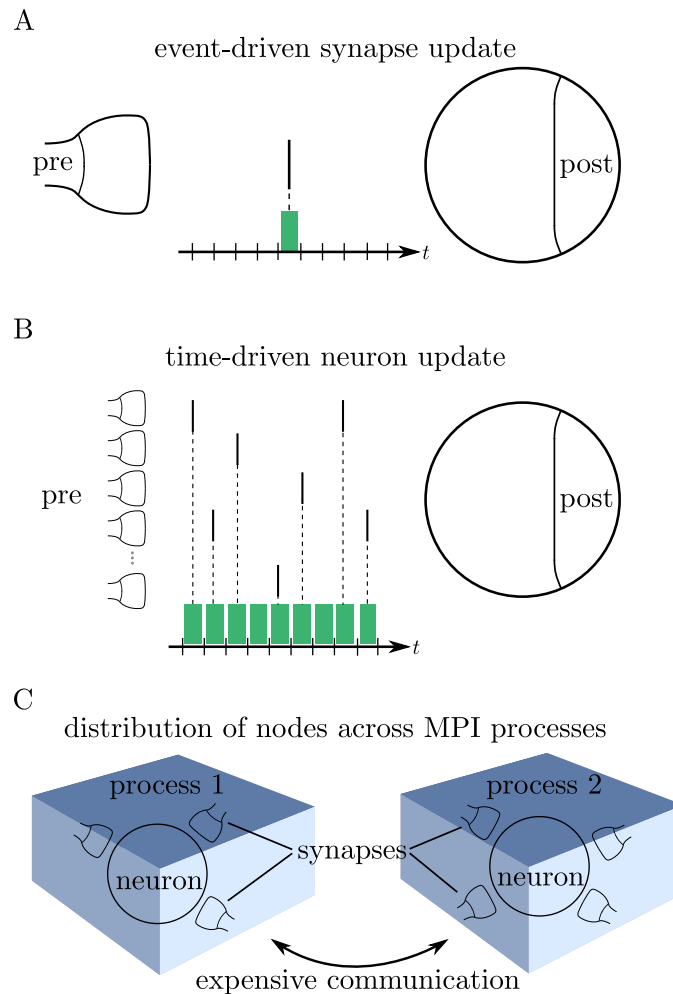 A
event-driven synapse update
pre
post
t
B
time-driven neuron update
pre
post
t
C
distribution of nodes across MPI processes
process 1
process 2
synapses
neuron
neuron
expensive communication